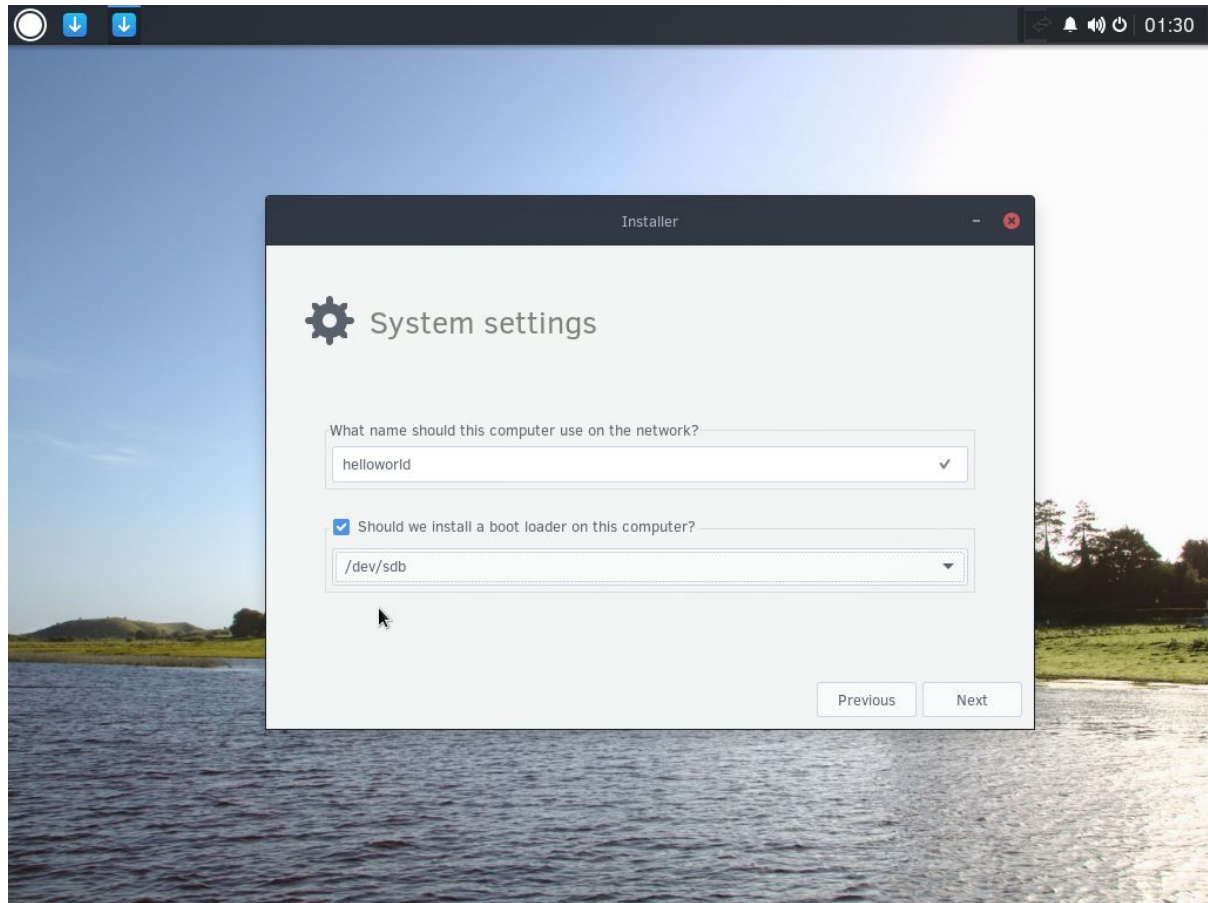 01:30
Installer
System settings
What name should this computer use on the network?
helloworld
Should we install a boot loader on this computer?
/dev/sdb
Previous Next